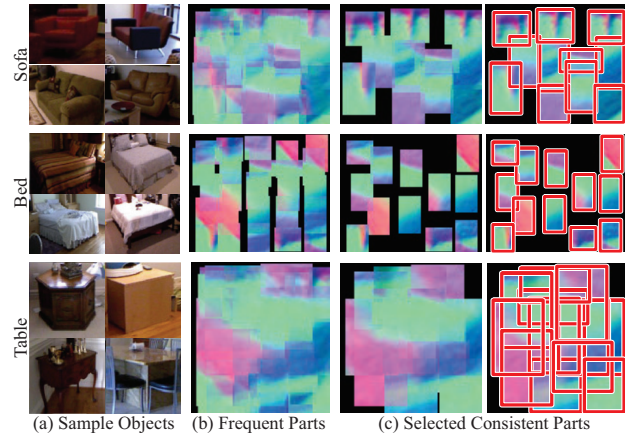 Sofa
Bed
Table
(a) Sample Objects (b) Frequent Parts (c) Selected Consistent Parts